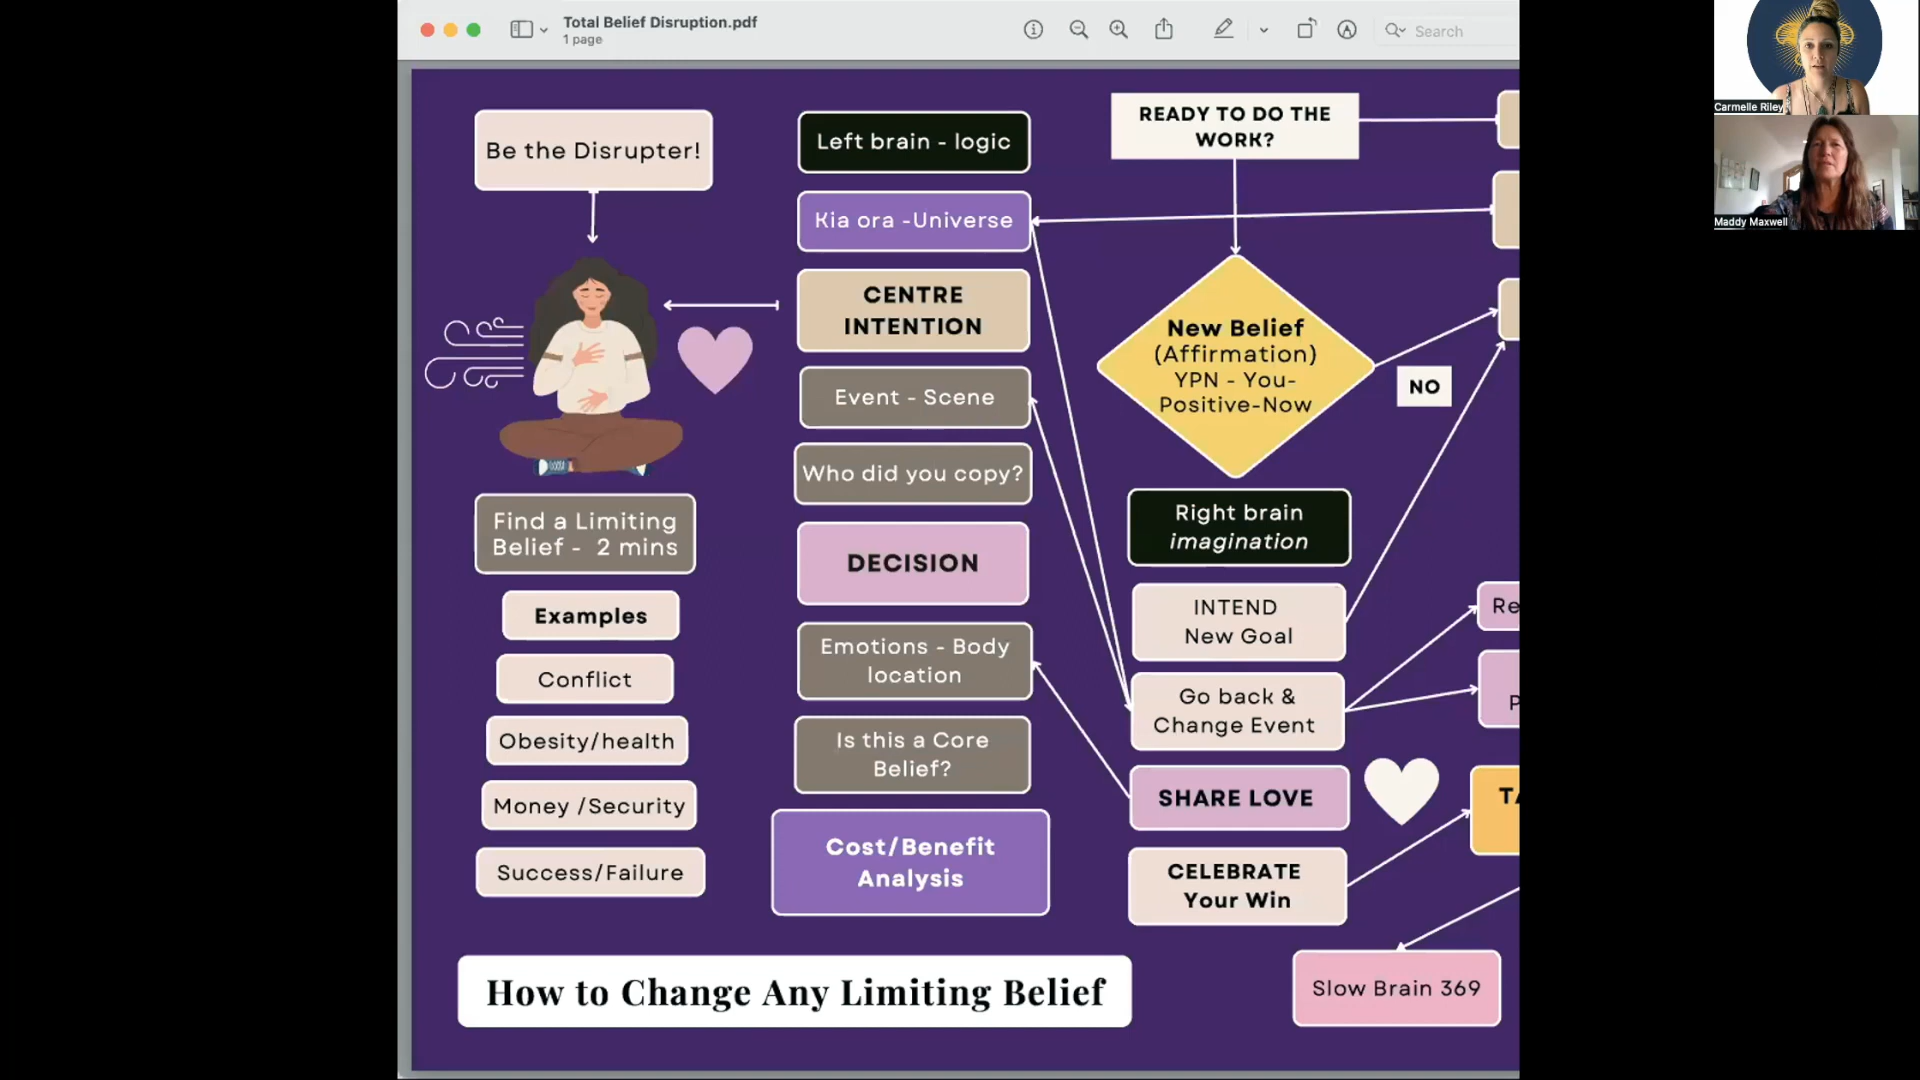 Total Belief Disruption.pdf
1 page
Search
Be the Disrupter!
Find a Limiting
Belief - 2 mins
Examples
Conflict
Obesity/health
Money /Security
Success/Failure
Left brain - logic
Kia ora -Universe
CENTRE
INTENTION
Event - Scene
Who did you copy?
DECISION
Emotions - Body
location
Is this a Core
Belief?
Cost/Benefit
Analysis
READY TO DO THE
WORK?
New Belief
(Affirmation)
YPN - You-
Positive-Now
NO
Right brain
imagination
INTEND
New Goal
Go back &
Change Event
SHARE LOVE
CELEBRATE
Your Win
Re
P
TA
Slow Brain 369
How to Change Any Limiting Belief
Carmelle Riley
Maddy Maxwell